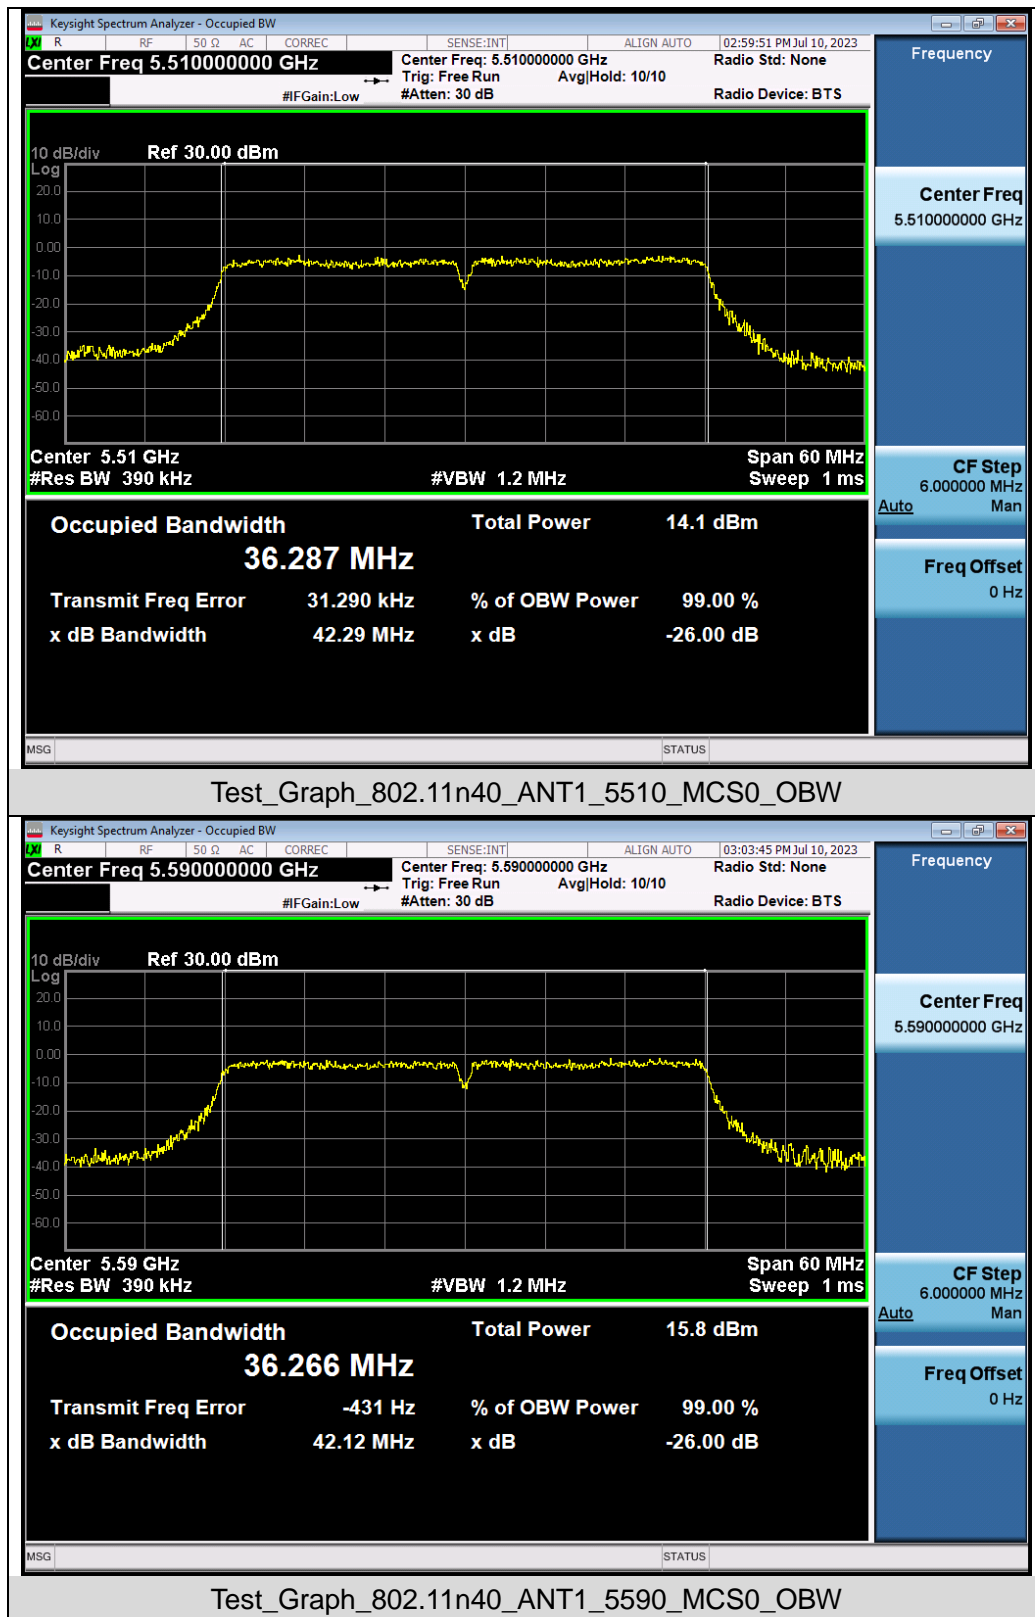 Keysight Spectrum Analyzer - Occupied BW
LXI R RF 50 Ω AC CORREC SENSE:INT ALIGN AUTO 02:59:51 PM Jul 10, 2023
Center Freq 5.510000000 GHz Center Freq: 5.510000000 GHz Radio Std: None
Trig: Free Run Avg|Hold: 10/10
#IFGain:Low #Atten: 30 dB Radio Device: BTS
10 dB/div Ref 30.00 dBm
Log
20.0
10.0
0.00
-10.0
-20.0
-30.0
-40.0
-50.0
-60.0
Center 5.51 GHz Span 60 MHz
#Res BW 390 kHz #VBW 1.2 MHz Sweep 1 ms
Occupied Bandwidth Total Power 14.1 dBm
36.287 MHz
Transmit Freq Error 31.290 kHz % of OBW Power 99.00 %
x dB Bandwidth 42.29 MHz x dB -26.00 dB
MSG STATUS
Frequency
Center Freq
5.510000000 GHz
CF Step
6.000000 MHz
Auto Man
Freq Offset
0 Hz
Test_Graph_802.11n40_ANT1_5510_MCS0_OBW
Keysight Spectrum Analyzer - Occupied BW
LXI R RF 50 Ω AC CORREC SENSE:INT ALIGN AUTO 03:03:45 PM Jul 10, 2023
Center Freq 5.590000000 GHz Center Freq: 5.590000000 GHz Radio Std: None
Trig: Free Run Avg|Hold: 10/10
#IFGain:Low #Atten: 30 dB Radio Device: BTS
10 dB/div Ref 30.00 dBm
Log
20.0
10.0
0.00
-10.0
-20.0
-30.0
-40.0
-50.0
-60.0
Center 5.59 GHz Span 60 MHz
#Res BW 390 kHz #VBW 1.2 MHz Sweep 1 ms
Occupied Bandwidth Total Power 15.8 dBm
36.266 MHz
Transmit Freq Error -431 Hz % of OBW Power 99.00 %
x dB Bandwidth 42.12 MHz x dB -26.00 dB
MSG STATUS
Frequency
Center Freq
5.590000000 GHz
CF Step
6.000000 MHz
Auto Man
Freq Offset
0 Hz
Test_Graph_802.11n40_ANT1_5590_MCS0_OBW